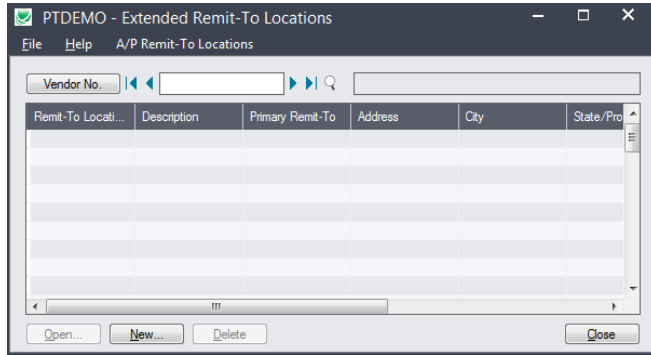 PTDEMO - Extended Remit-To Locations
File Help A/P Remit-To Locations
Vendor No.
Remit-To Locati... Description Primary Remit-To Address City State/Pro
Open... New... Delete Close